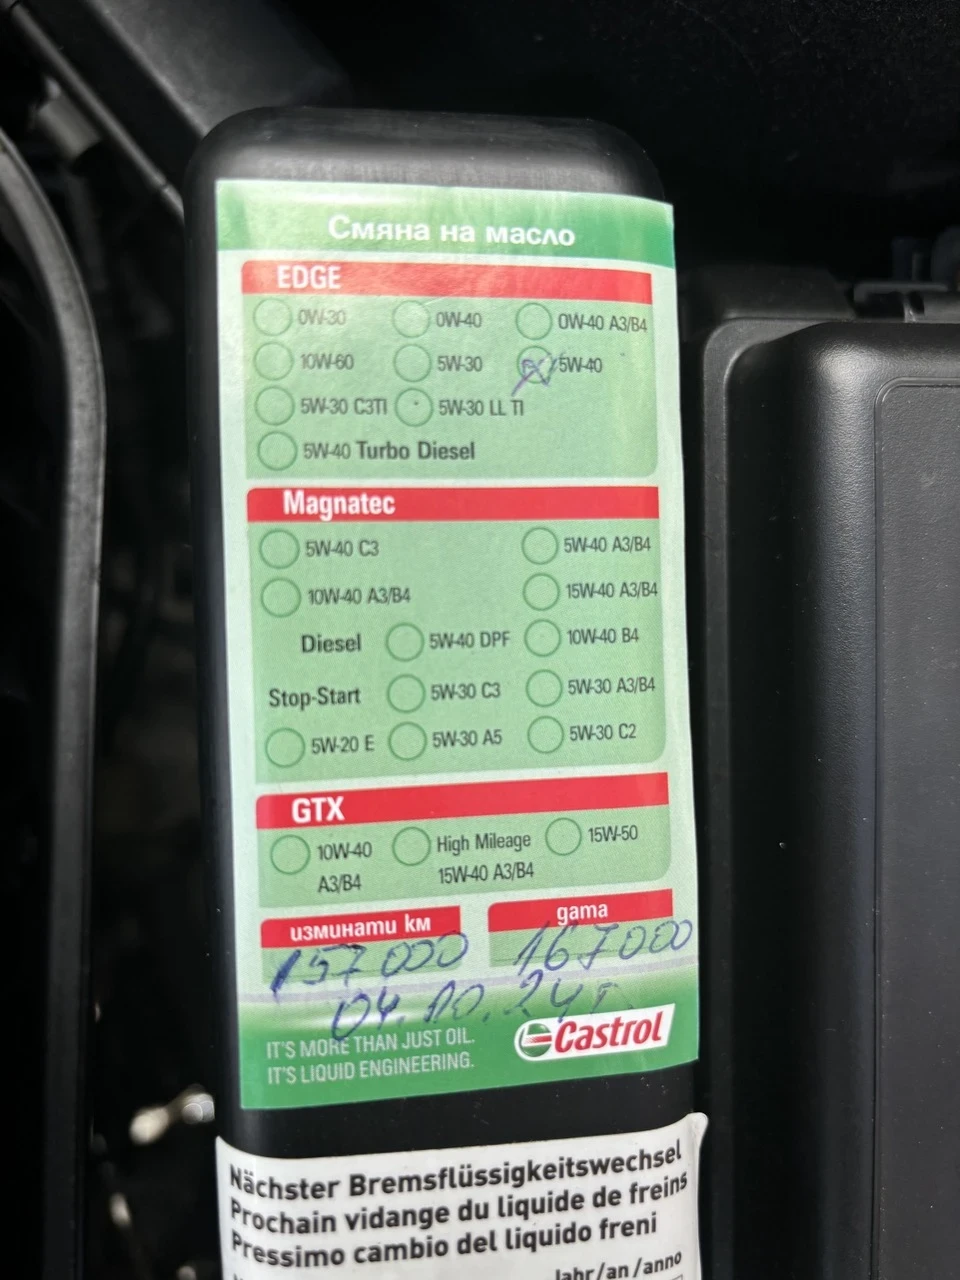 Смяна на масло
EDGE
0W-30 0W-40 0W-40 A3/B4
10W-60 5W-30 5W-40
5W-30 C3TI 5W-30 LL TI
5W-40 Turbo Diesel
Magnatec
5W-40 C3 5W-40 A3/B4
10W-40 A3/B4 15W-40 A3/B4
Diesel 5W-40 DPF 10W-40 B4
Stop-Start 5W-30 C3 5W-30 A3/B4
5W-20 E 5W-30 A5 5W-30 C2
GTX
10W-40 High Mileage 15W-50
A3/B4 15W-40 A3/B4
изминати км дата
157000 167000
04.10.24г
IT'S MORE THAN JUST OIL.
IT'S LIQUID ENGINEERING.
Castrol
Nächster Bremsflüssigkeitswechsel
Prochain vidange du liquide de freins
Pressimo cambio del liquido freni
Jahr/an/anno